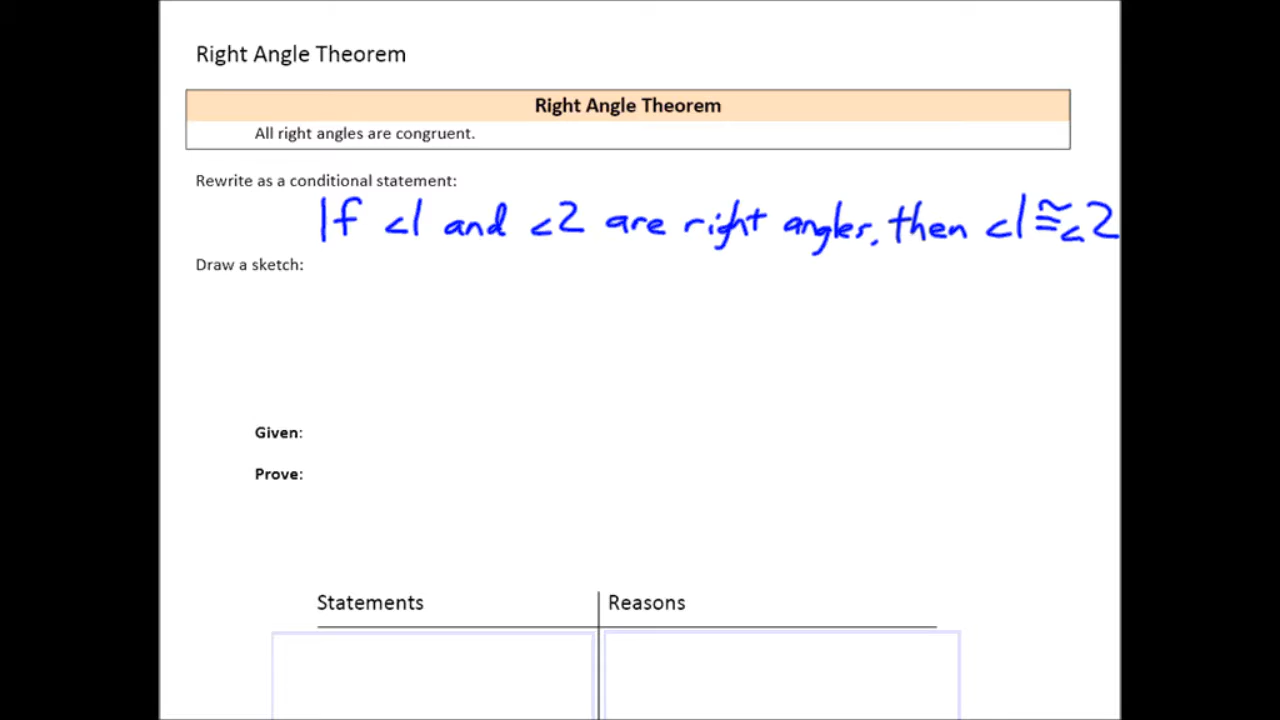 Right Angle Theorem
Right Angle Theorem
All right angles are congruent.
Rewrite as a conditional statement:
If ∠1 and ∠2 are right angles, then ∠1 ≅ ∠2
Draw a sketch:
Given:
Prove:
Statements Reasons